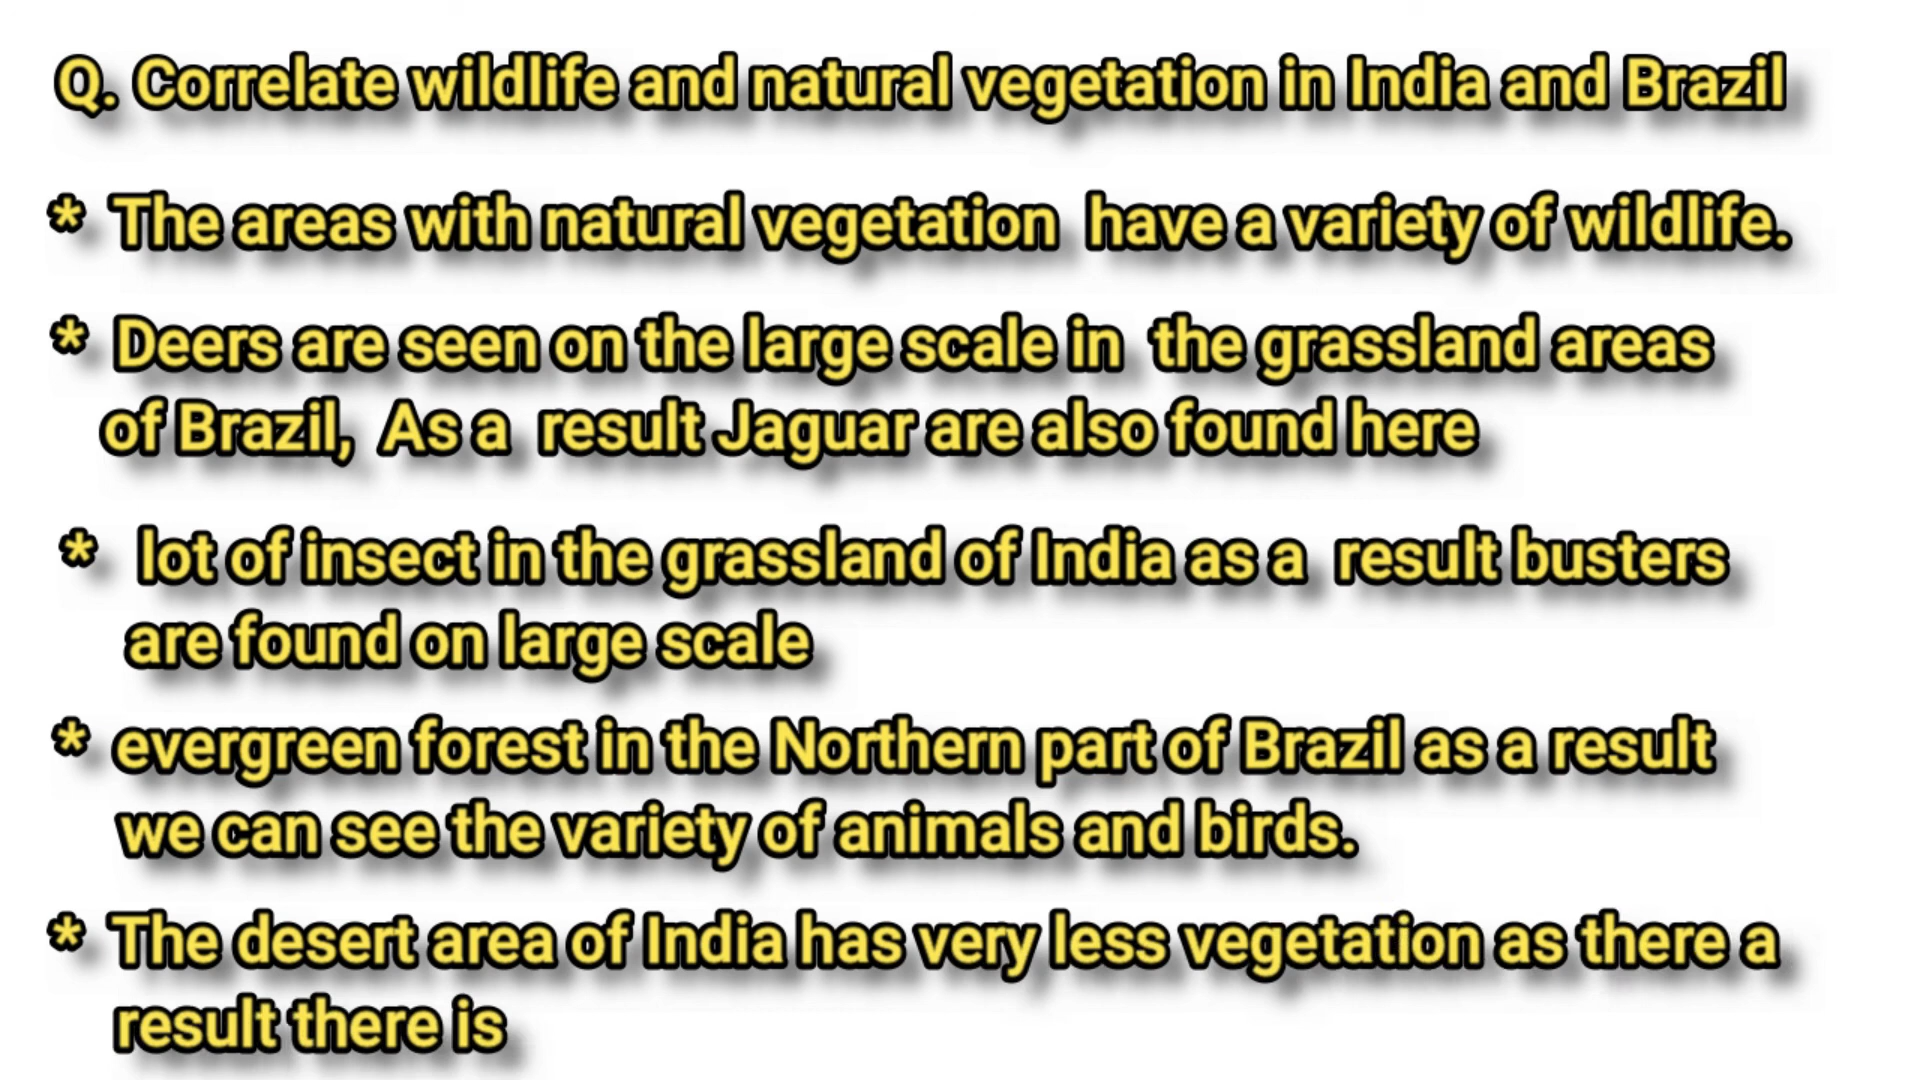 Q. Correlate wildlife and natural vegetation in India and Brazil
* The areas with natural vegetation have a variety of wildlife.
* Deers are seen on the large scale in the grassland areas
of Brazil, As a result Jaguar are also found here
* lot of insect in the grassland of India as a result busters
are found on large scale
* evergreen forest in the Northern part of Brazil as a result
we can see the variety of animals and birds.
* The desert area of India has very less vegetation as there a
result there is